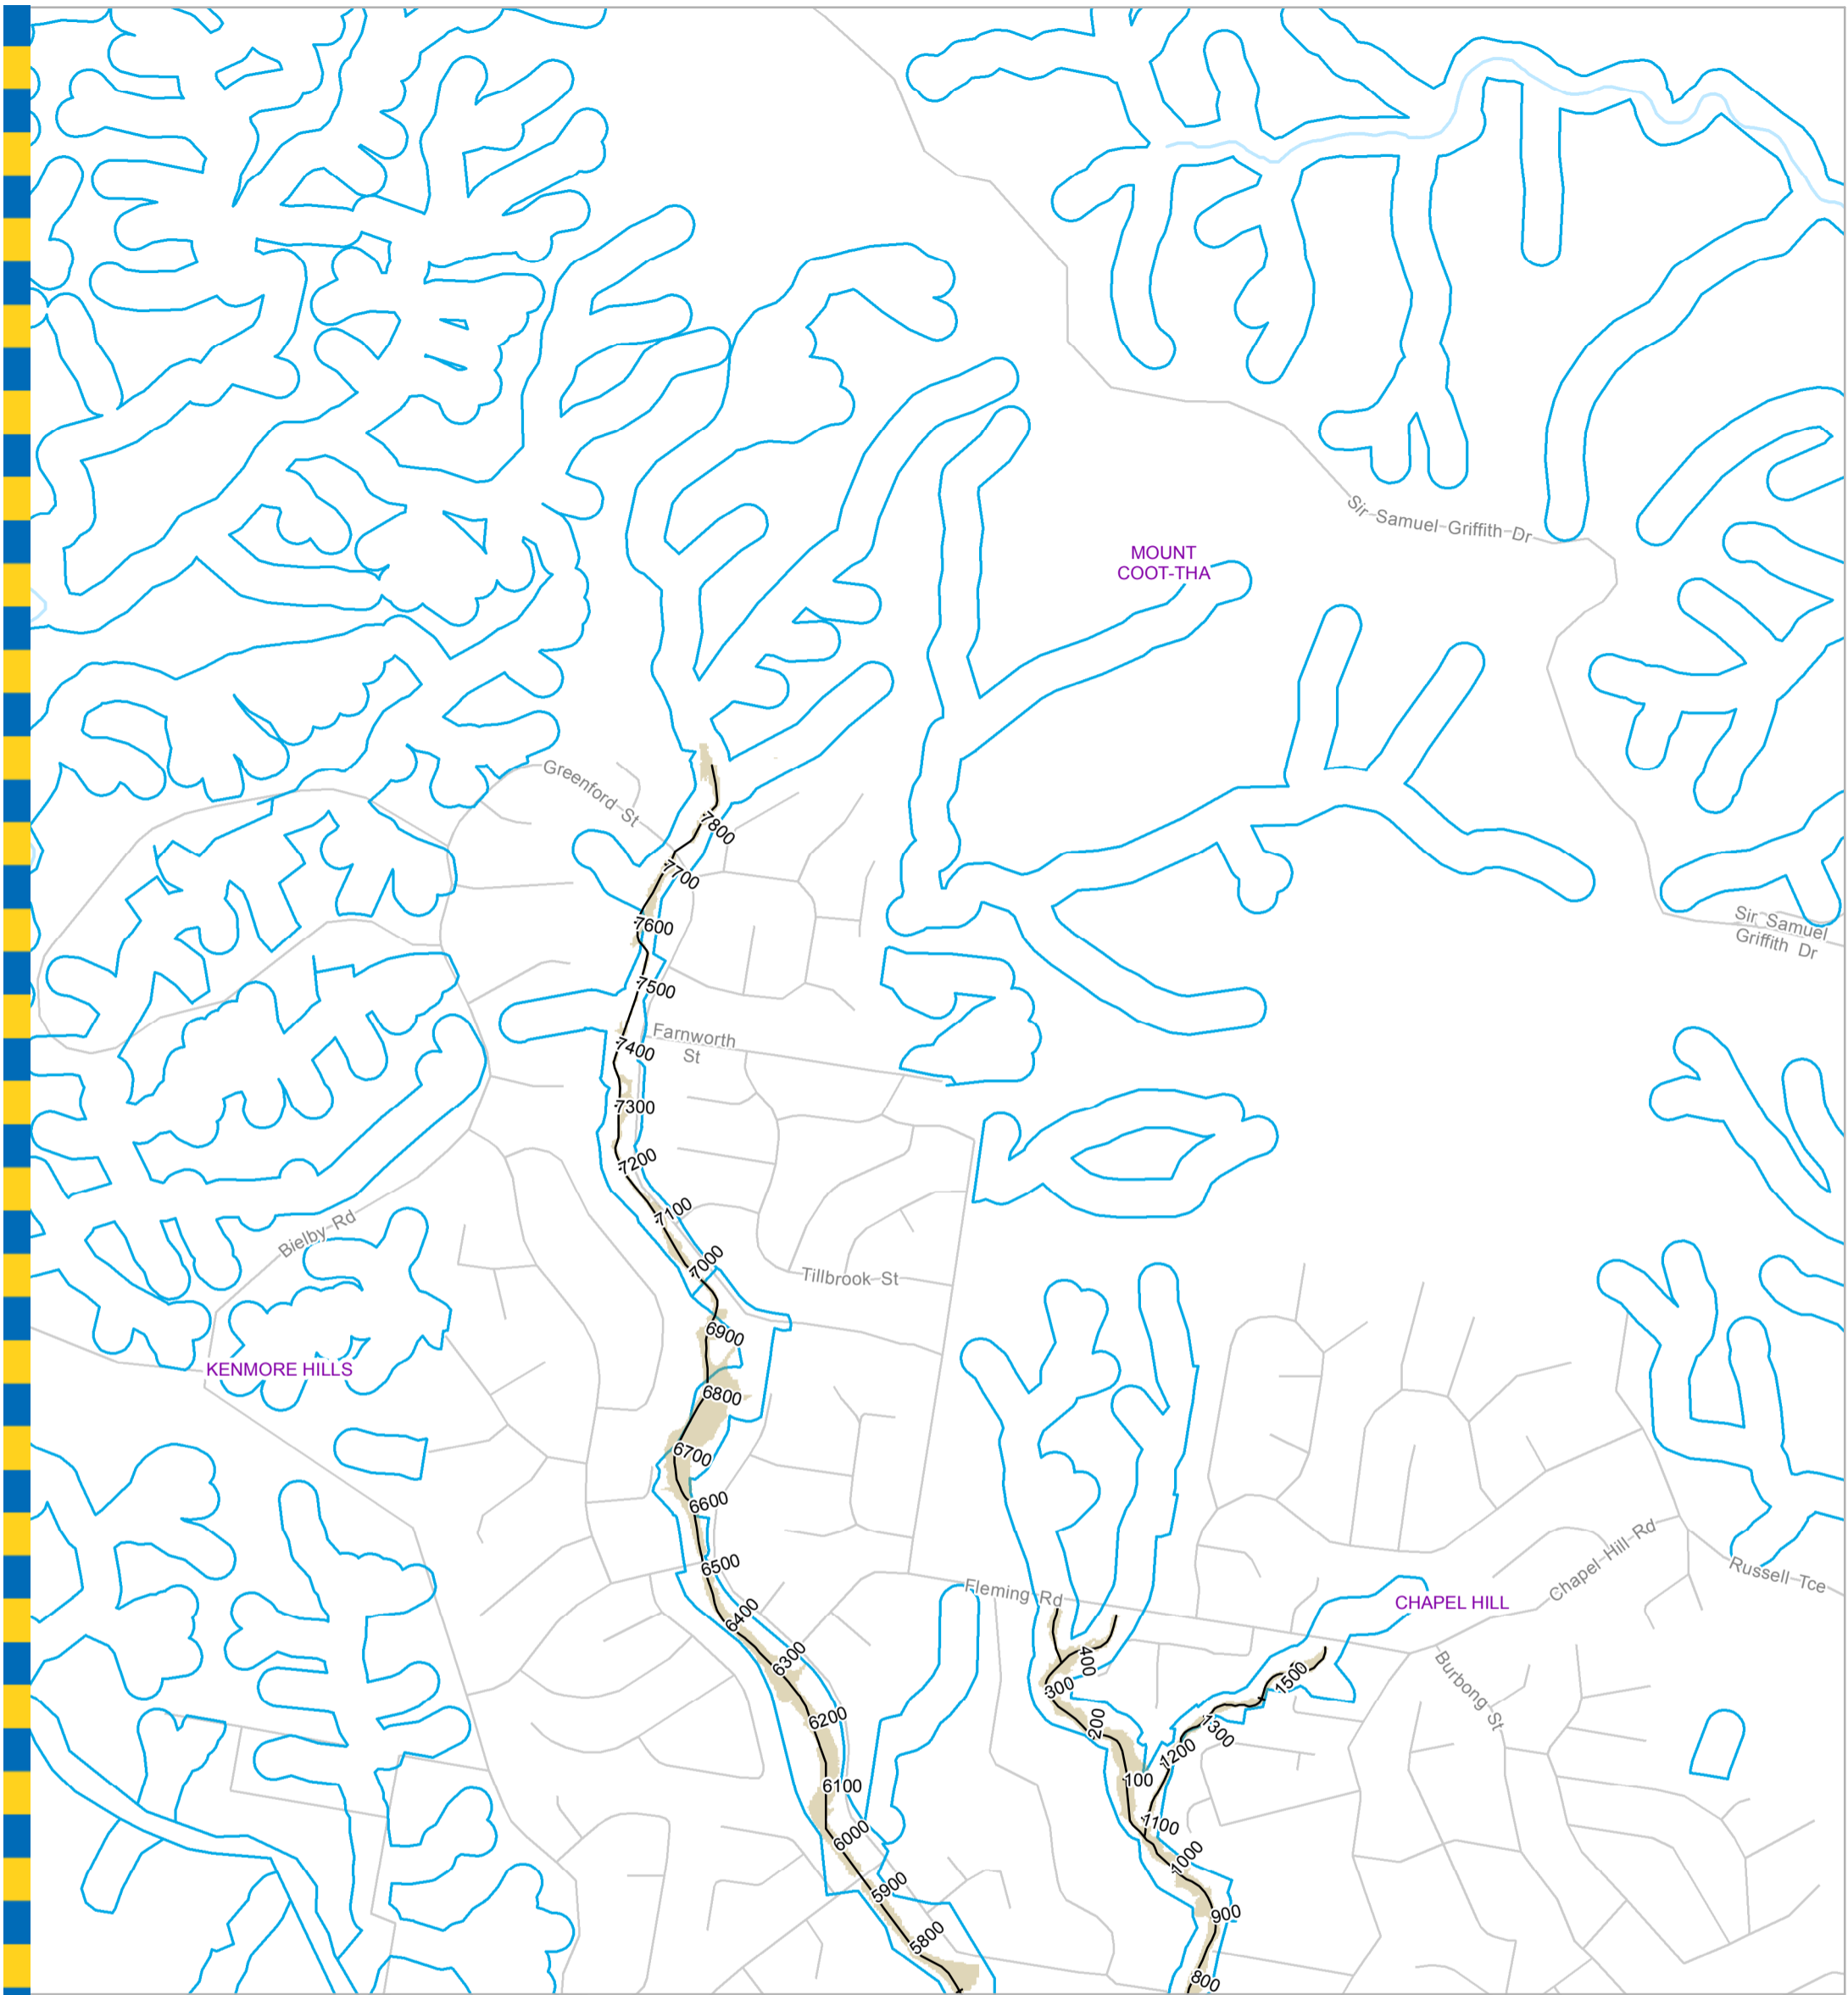 Sir Samuel Griffith Dr
MOUNT
COOT-THA
Greenford St
7800
7700
7600
Sir Samuel
Griffith Dr
7500
Farnworth
St
7400
7300
7200
7100
Bielby Rd
7000
Tillbrook St
6900
KENMORE HILLS
6800
6700
6600
Chapel Hill Rd
6500
Russell Tce
Fleming Rd
CHAPEL HILL
6400
6300
400
1500
300
Burbong St
6200
200
1300
1200
6100
100
1100
6000
1000
5900
900
5800
800